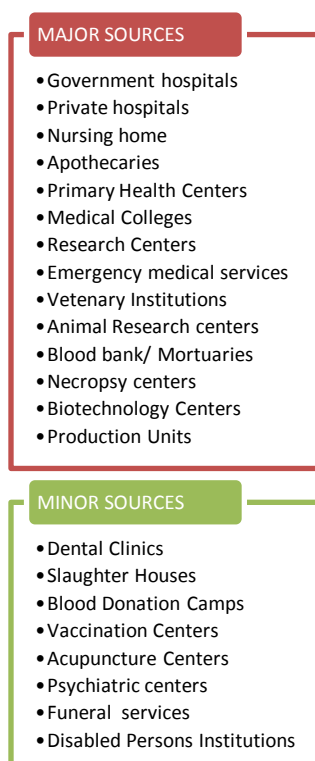 MAJOR SOURCES
•Government hospitals
•Private hospitals
•Nursing home
•Apothecaries
•Primary Health Centers
•Medical Colleges
•Research Centers
•Emergency medical services
•Vetenary Institutions
•Animal Research centers
•Blood bank/ Mortuaries
•Necropsy centers
•Biotechnology Centers
•Production Units
MINOR SOURCES
•Dental Clinics
•Slaughter Houses
•Blood Donation Camps
•Vaccination Centers
•Acupuncture Centers
•Psychiatric centers
•Funeral services
•Disabled Persons Institutions